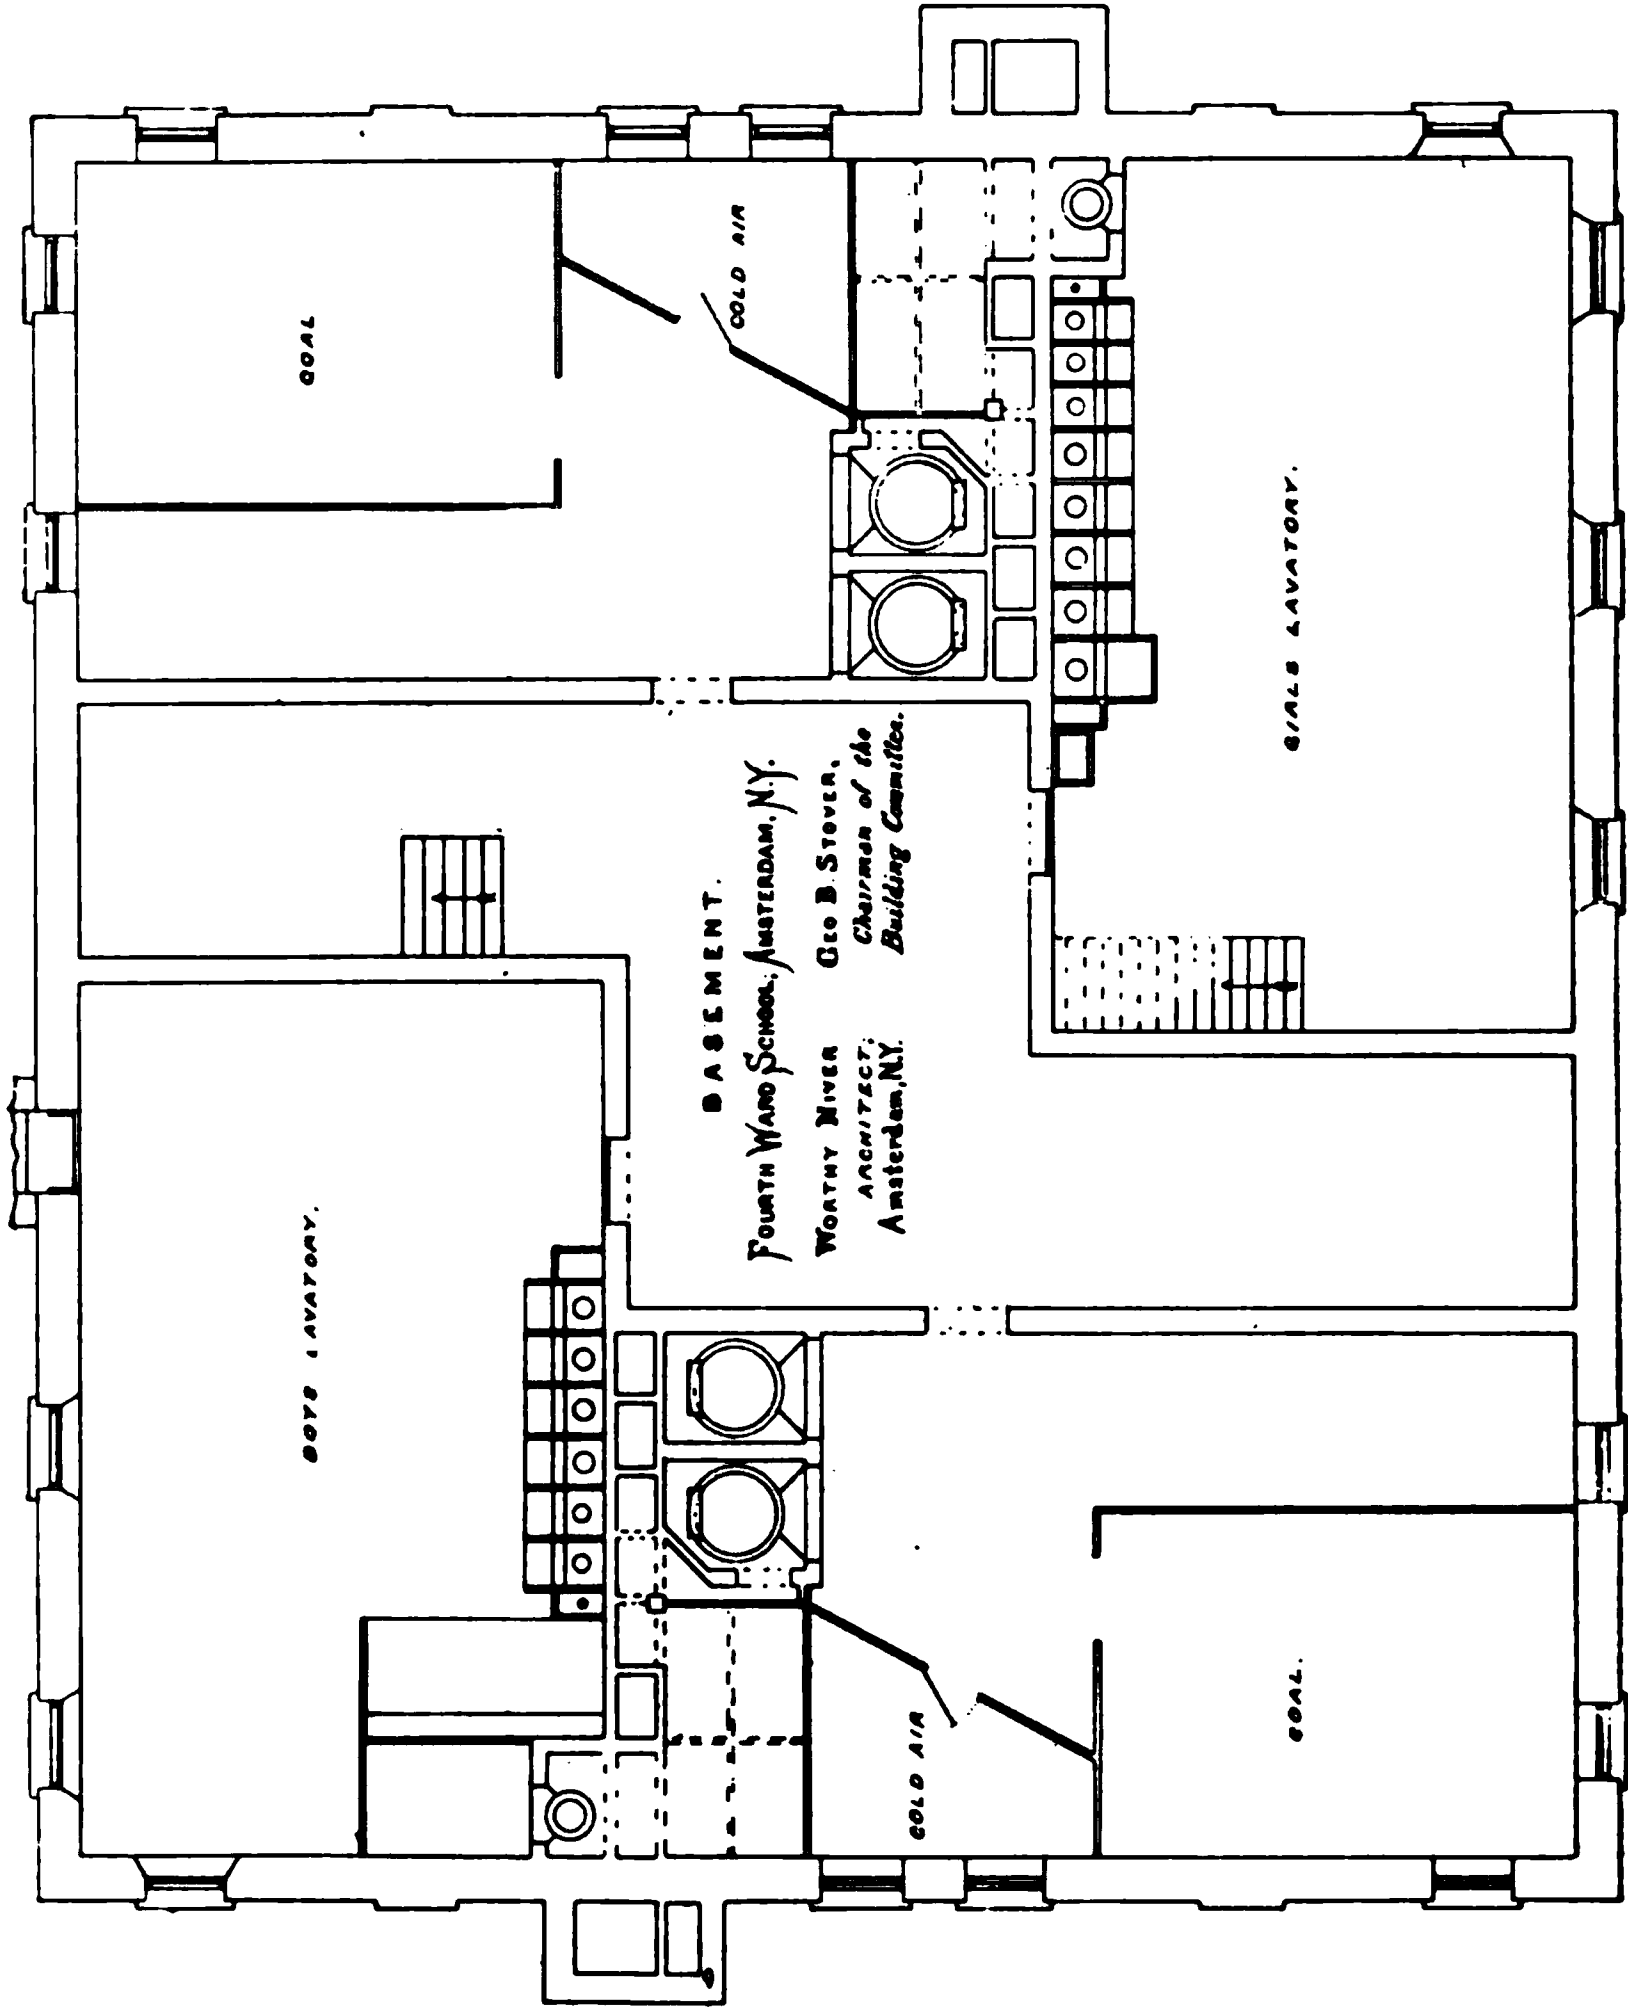 COAL
COLD AIR
GIRLS LAVATORY.
BASEMENT.
FOURTH WARD SCHOOL, AMSTERDAM, N.Y.
WORTHY NIVER
ARCHITECT,
Amsterdam, N.Y.
GEO B. STOVER,
Chairman of the
Building Committee.
BOYS LAVATORY.
COLD AIR
COAL.